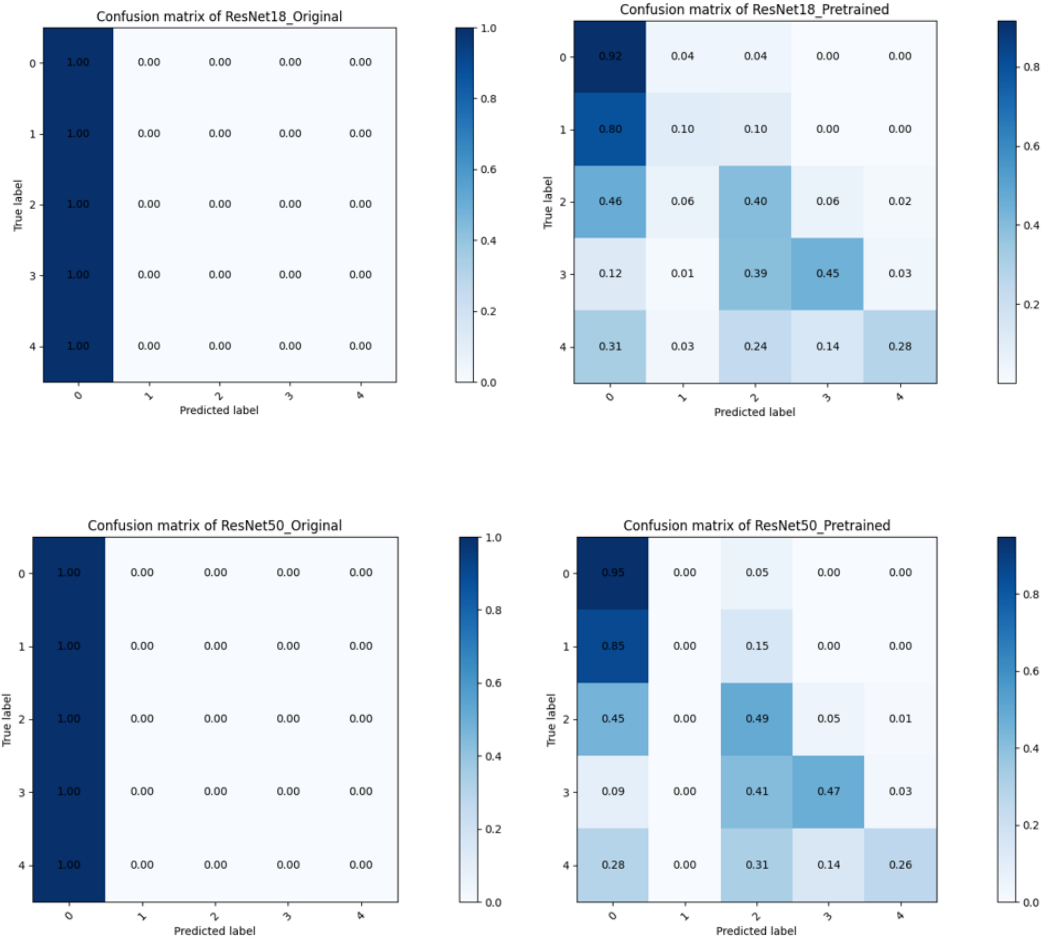 Confusion matrix of ResNet18_Original
True label
0 1.00 0.00 0.00 0.00 0.00
1 1.00 0.00 0.00 0.00 0.00
2 1.00 0.00 0.00 0.00 0.00
3 1.00 0.00 0.00 0.00 0.00
4 1.00 0.00 0.00 0.00 0.00
0 1 2 3 4
Predicted label
1.0
0.8
0.6
0.4
0.2
0.0
Confusion matrix of ResNet18_Pretrained
True label
0 0.92 0.04 0.04 0.00 0.00
1 0.80 0.10 0.10 0.00 0.00
2 0.46 0.06 0.40 0.06 0.02
3 0.12 0.01 0.39 0.45 0.03
4 0.31 0.03 0.24 0.14 0.28
0 1 2 3 4
Predicted label
0.8
0.6
0.4
0.2
Confusion matrix of ResNet50_Original
True label
0 1.00 0.00 0.00 0.00 0.00
1 1.00 0.00 0.00 0.00 0.00
2 1.00 0.00 0.00 0.00 0.00
3 1.00 0.00 0.00 0.00 0.00
4 1.00 0.00 0.00 0.00 0.00
0 1 2 3 4
Predicted label
1.0
0.8
0.6
0.4
0.2
0.0
Confusion matrix of ResNet50_Pretrained
True label
0 0.95 0.00 0.05 0.00 0.00
1 0.85 0.00 0.15 0.00 0.00
2 0.45 0.00 0.49 0.05 0.01
3 0.09 0.00 0.41 0.47 0.03
4 0.28 0.00 0.31 0.14 0.26
0 1 2 3 4
Predicted label
0.8
0.6
0.4
0.2
0.0